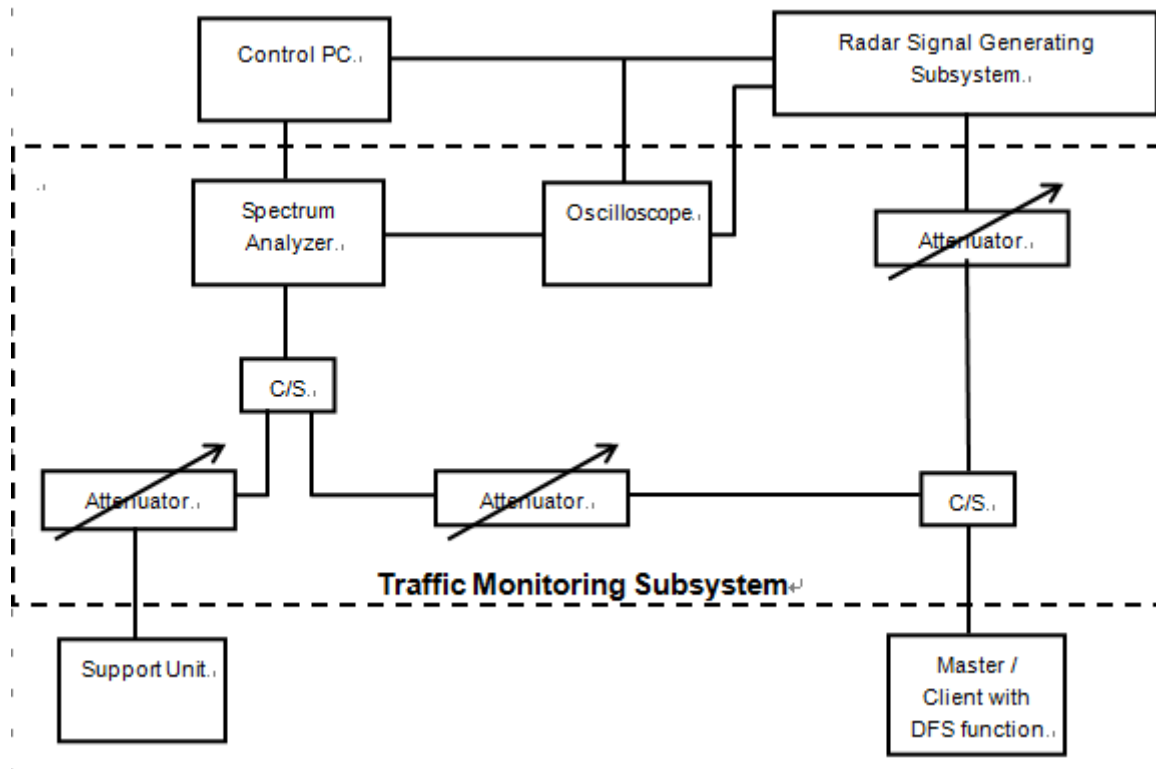 Control PC
Radar Signal Generating
Subsystem
Spectrum
Analyzer
Oscilloscope
Attenuator
C/S
Attenuator
Attenuator
C/S
Traffic Monitoring Subsystem
Support Unit
Master /
Client with
DFS function